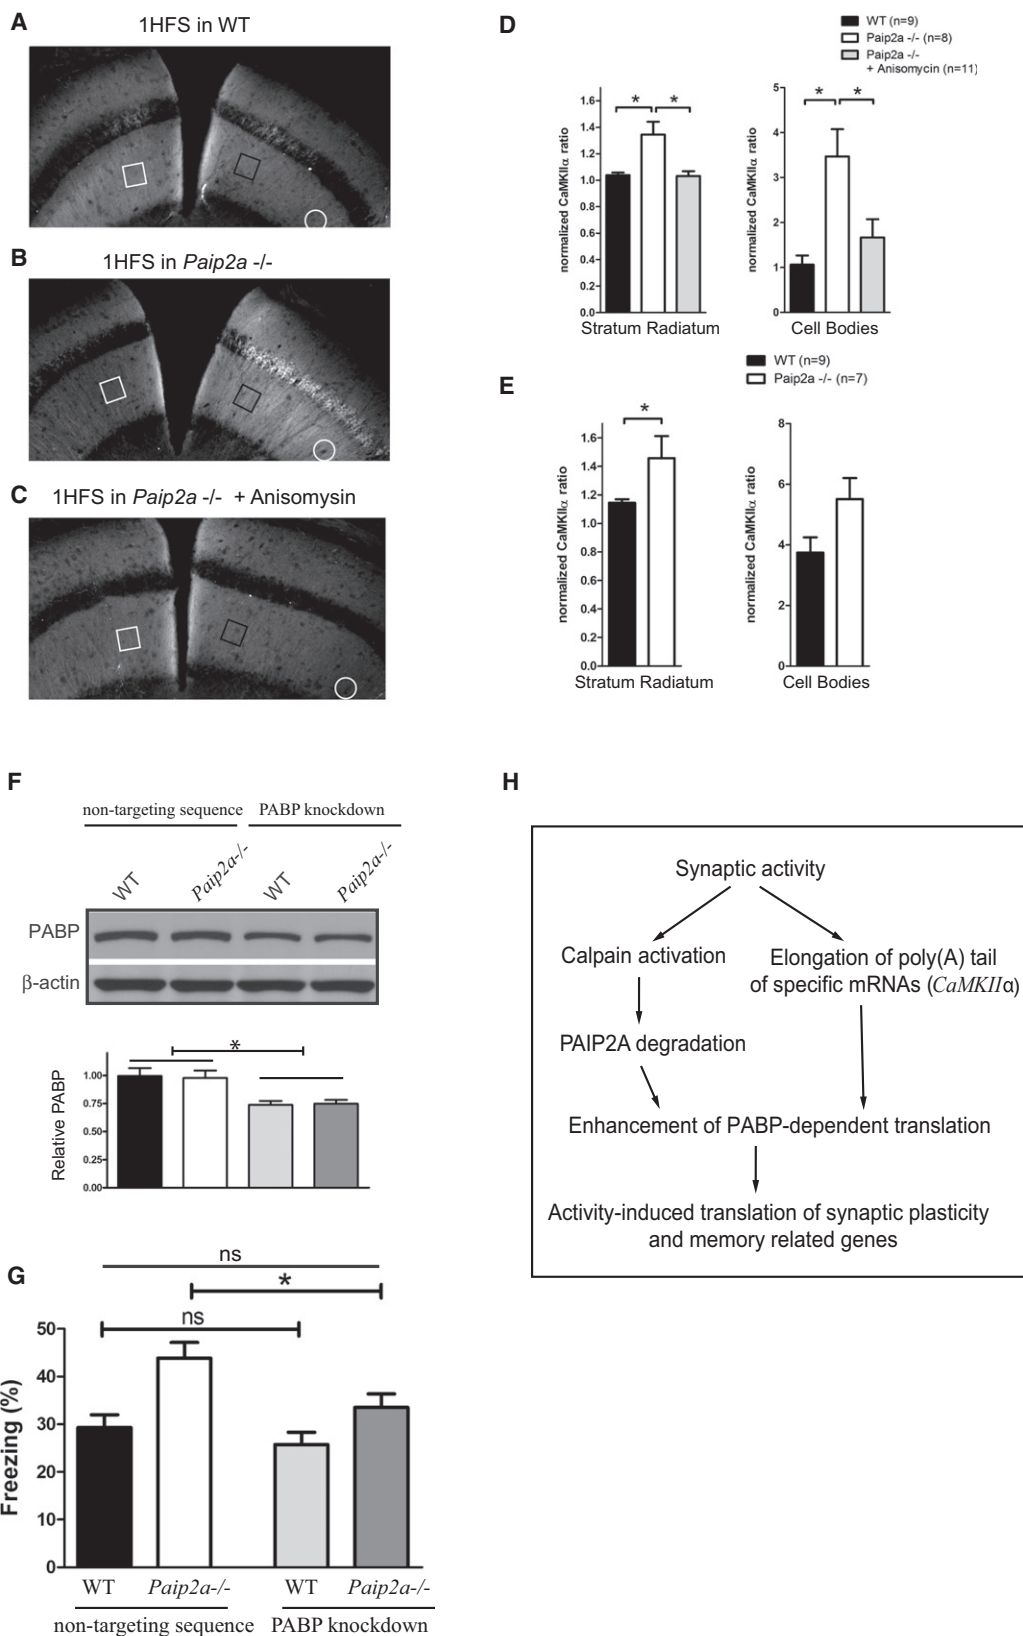 A
1HFS in WT
B
1HFS in Paip2a -/-
C
1HFS in Paip2a -/- + Anisomysin
D
WT (n=9)
Paip2a -/- (n=8)
Paip2a -/-
+ Anisomycin (n=11)
normalized CaMKIIα ratio
1.6
1.4
1.2
1.0
0.8
0.6
0.4
0.2
0.0
* *
Stratum Radiatum
normalized CaMKIIα ratio
5
4
3
2
1
0
* *
Cell Bodies
E
WT (n=9)
Paip2a -/- (n=7)
normalized CaMKIIα ratio
1.6
1.4
1.2
1.0
0.8
0.6
0.4
0.2
0.0
*
Stratum Radiatum
normalized CaMKIIα ratio
8
6
4
2
0
Cell Bodies
F
non-targeting sequence PABP knockdown
WT Paip2a-/- WT Paip2a-/-
PABP
β-actin
Relative PABP
1.00
0.75
0.50
0.25
0.00
*
G
ns
*
ns
Freezing (%)
50
40
30
20
10
0
WT Paip2a-/- WT Paip2a-/-
non-targeting sequence PABP knockdown
H
Synaptic activity
Calpain activation
Elongation of poly(A) tail
of specific mRNAs (CaMKIIα)
PAIP2A degradation
Enhancement of PABP-dependent translation
Activity-induced translation of synaptic plasticity
and memory related genes